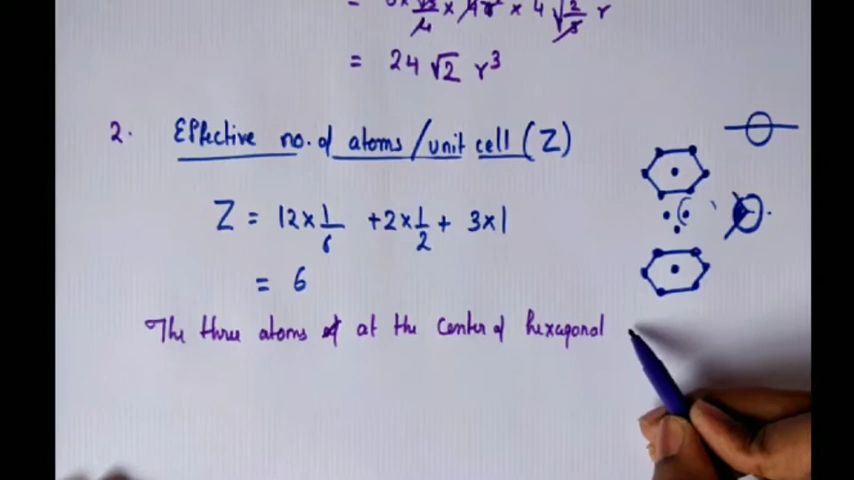 = 24 √2 r³
2. Effective no. of atoms/unit cell (Z)
Z = 12 × 1/6 + 2 × 1/2 + 3 × 1
= 6
The three atoms at the center of hexagonal